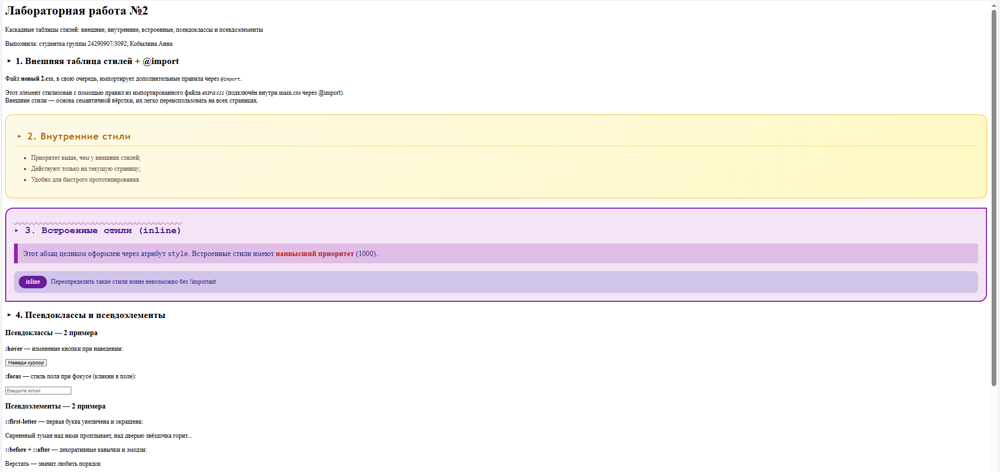 Лабораторная работа №2
Каскадные таблицы стилей: внешние, внутренние, встроенные, псевдоклассы и псевдоэлементы
Выполнила: студентка группы 24290907/3092, Кобылина Анна
► 1. Внешняя таблица стилей + @import
Файл новый 2.css, в свою очередь, импортирует дополнительные правила через @import.
Этот элемент стилизован с помощью правил из импортированного файла extra.css (подключён внутри main.css через @import).
Внешние стили — основа семантичной вёрстки, их легко переиспользовать на всех страницах.
► 2. Внутренние стили
• Приоритет выше, чем у внешних стилей;
• Действуют только на текущую страницу;
• Удобно для быстрого прототипирования.
► 3. Встроенные стили (inline)
Этот абзац целиком оформлен через атрибут style. Встроенные стили имеют наивысший приоритет (1000).
inline Переопределить такие стили извне невозможно без !important
► 4. Псевдоклассы и псевдоэлементы
Псевдоклассы — 2 примера
:hover — изменение кнопки при наведении:
Наведи курсор
:focus — стиль поля при фокусе (кликни в поле):
Введите email
Псевдоэлементы — 2 примера
::first-letter — первая буква увеличена и окрашена:
Сиреневый туман над нами проплывает, над дверью звёздочка горит...
::before + ::after — декоративные кавычки и эмодзи:
Верстать — значит любить порядок